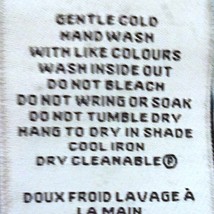 GENTLE COLD
HAND WASH
WITH LIKE COLOURS
WASH INSIDE OUT
DO NOT BLEACH
DO NOT WRING OR SOAK
DO NOT TUMBLE DRY
HANG TO DRY IN SHADE
COOL IRON
DRY CLEANABLE Ⓟ
DOUX FROID LAVAGE À
LA MAIN